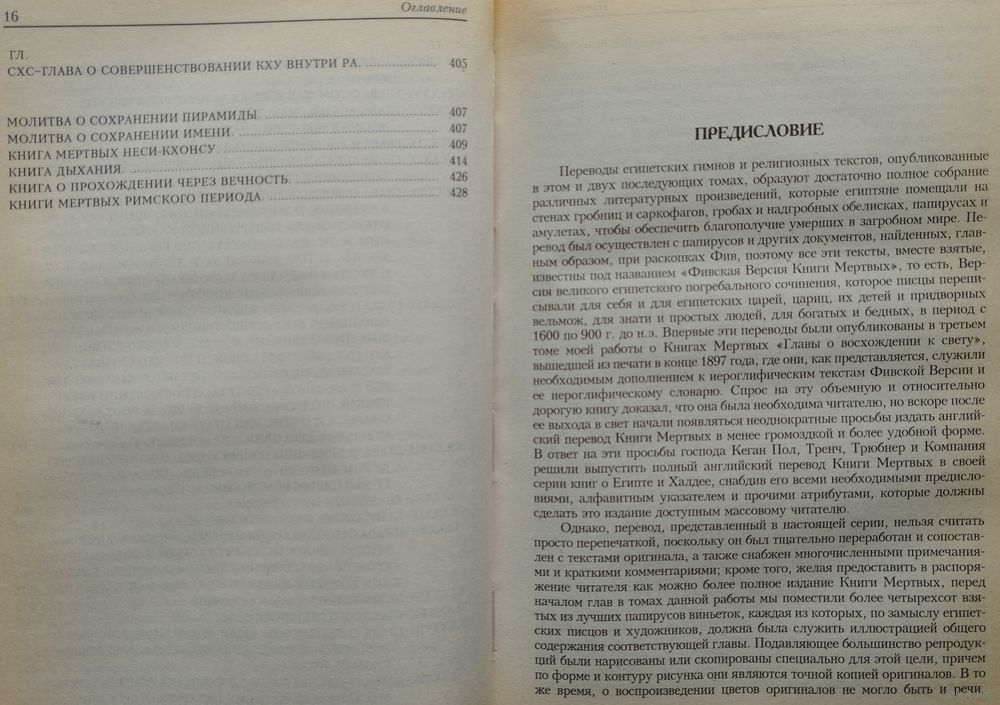 16
Оглавление
ГЛ.
СХС–ГЛАВА О СОВЕРШЕНСТВОВАНИИ КХУ ВНУТРИ РА. .................. 405
МОЛИТВА О СОХРАНЕНИИ ПИРАМИДЫ. .................. 407
МОЛИТВА О СОХРАНЕНИИ ИМЕНИ. .................. 407
КНИГА МЕРТВЫХ НЕСИ-КХОНСУ. .................. 409
КНИГА ДЫХАНИЯ. .................. 414
КНИГА О ПРОХОЖДЕНИИ ЧЕРЕЗ ВЕЧНОСТЬ. .................. 426
КНИГИ МЕРТВЫХ РИМСКОГО ПЕРИОДА. .................. 428
ПРЕДИСЛОВИЕ
Переводы египетских гимнов и религиозных текстов, опубликованные
в этом и двух последующих томах, образуют достаточно полное собрание
различных литературных произведений, которые египтяне помещали на
стенах гробниц и саркофагов, гробах и надгробных обелисках, папирусах и
амулетах, чтобы обеспечить благополучие умерших в загробном мире. Пе-
ревод был осуществлен с папирусов и других документов, найденных, глав-
ным образом, при раскопках Фив, поэтому все эти тексты, вместе взятые,
известны под названием «Фивская Версия Книги Мертвых», то есть, Вер-
сия великого египетского погребального сочинения, которое писцы перепи-
сывали для себя и для египетских царей, цариц, их детей и придворных
вельмож, для знати и простых людей, для богатых и бедных, в период с
1600 по 900 г. до н.э. Впервые эти переводы были опубликованы в третьем
томе моей работы о Книгах Мертвых «Главы о восхождении к свету»,
вышедшей из печати в конце 1897 года, где они, как представляется, служили
необходимым дополнением к иероглифическим текстам Фивской Версии и
ее иероглифическому словарю. Спрос на эту объемную и относительно
дорогую книгу доказал, что она была необходима читателю, но вскоре после
ее выхода в свет начали появляться неоднократные просьбы издать англий-
ский перевод Книги Мертвых в менее громоздкой и более удобной форме.
В ответ на эти просьбы господа Кеган Пол, Тренч, Трюбнер и Компания
решили выпустить полный английский перевод Книги Мертвых в своей
серии книг о Египте и Халдее, снабдив его всеми необходимыми предисло-
виями, алфавитным указателем и прочими атрибутами, которые должны
сделать это издание доступным массовому читателю.
Однако, перевод, представленный в настоящей серии, нельзя считать
просто перепечаткой, поскольку он был тщательно переработан и сопостав-
лен с текстами оригинала, а также снабжен многочисленными примечания-
ми и краткими комментариями; кроме того, желая предоставить в распоря-
жение читателя как можно более полное издание Книги Мертвых, перед
началом глав в томах данной работы мы поместили более четырехсот взя-
тых из лучших папирусов виньеток, каждая из которых, по замыслу египет-
ских писцов и художников, должна была служить иллюстрацией общего
содержания соответствующей главы. Подавляющее большинство репродук-
ций были нарисованы или скопированы специально для этой цели, причем
по форме и контуру рисунка они являются точной копией оригиналов. В то
же время, о воспроизведении цветов оригиналов не могло быть и речи